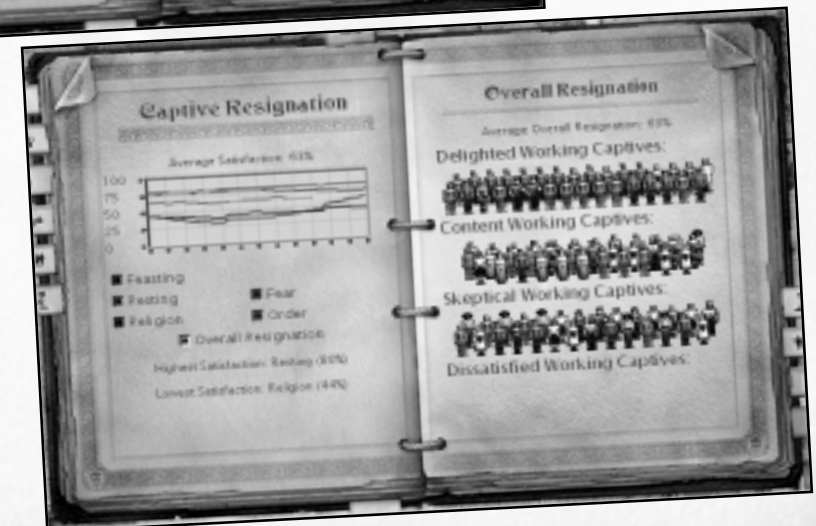 Captive Resignation
Average Satisfaction: 63%
100
75
50
25
0
Feasting
Resting
Religion
Fear
Order
Overall Resignation
Highest Satisfaction: Resting (86%)
Lowest Satisfaction: Religion (44%)
Overall Resignation
Average Overall Resignation: 63%
Delighted Working Captives:
Content Working Captives:
Skeptical Working Captives:
Dissatisfied Working Captives: